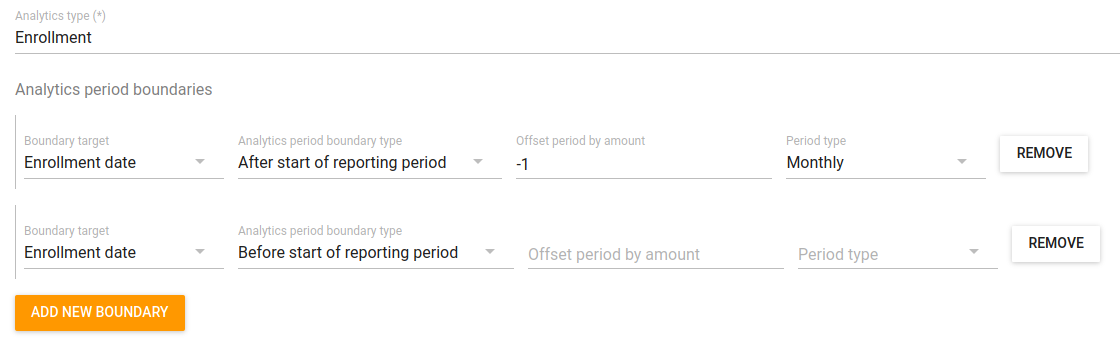 Analytics type (*)
Enrollment
Analytics period boundaries
Boundary target Analytics period boundary type Offset period by amount Period type
Enrollment date After start of reporting period -1 Monthly REMOVE
Boundary target Analytics period boundary type
Enrollment date Before start of reporting period Offset period by amount Period type REMOVE
ADD NEW BOUNDARY